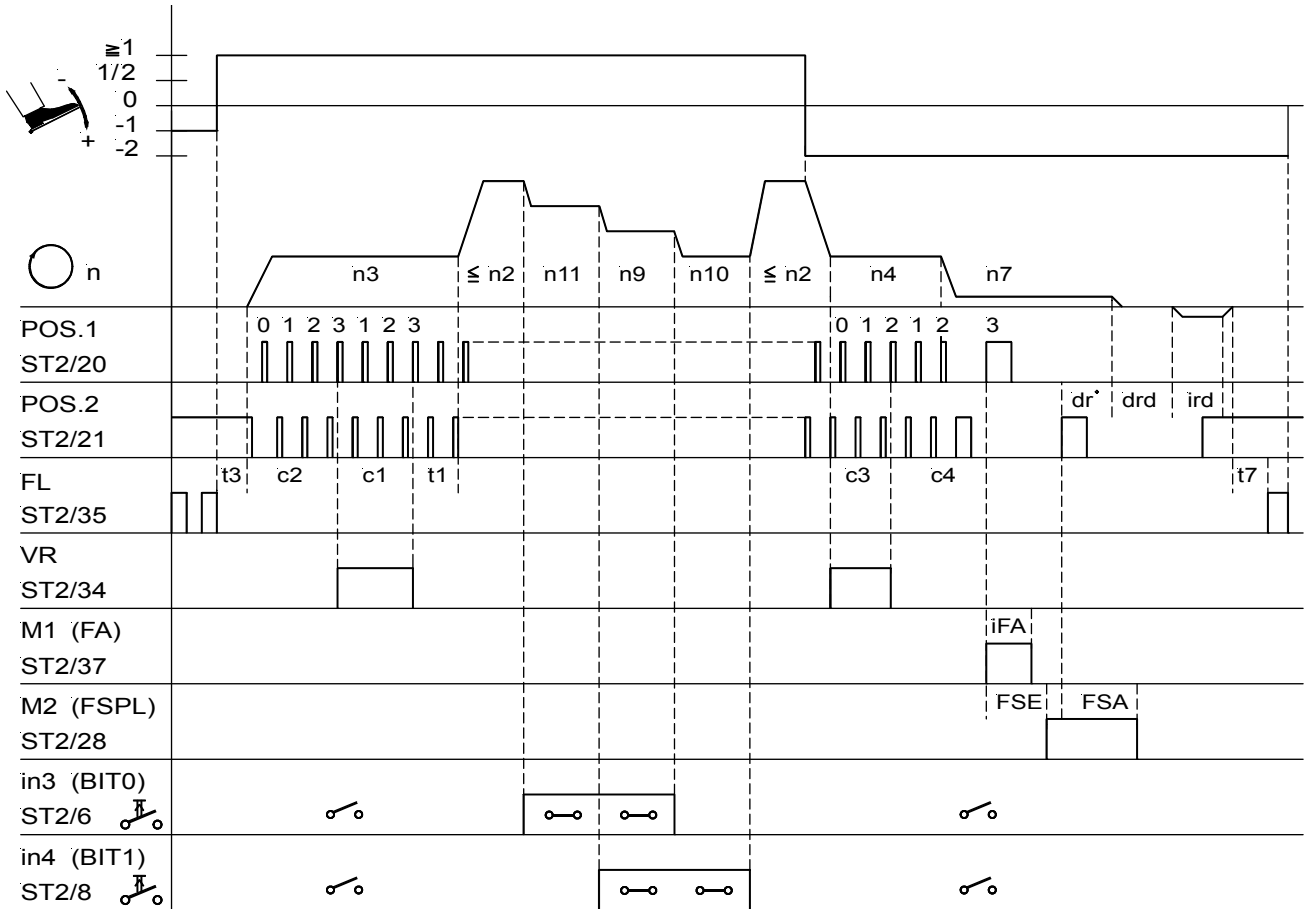 ≧1
1/2
0
-1
-2
-
+
n
n3 ≦ n2 n11 n9 n10 ≦ n2 n4 n7
POS.1 0 1 2 3 1 2 3 0 1 2 1 2 3
ST2/20
POS.2 dr* drd ird
ST2/21
FL t3 c2 c1 t1 c3 c4 t7
ST2/35
VR
ST2/34
M1 (FA) iFA
ST2/37
M2 (FSPL) FSE FSA
ST2/28
in3 (BIT0)
ST2/6
in4 (BIT1)
ST2/8